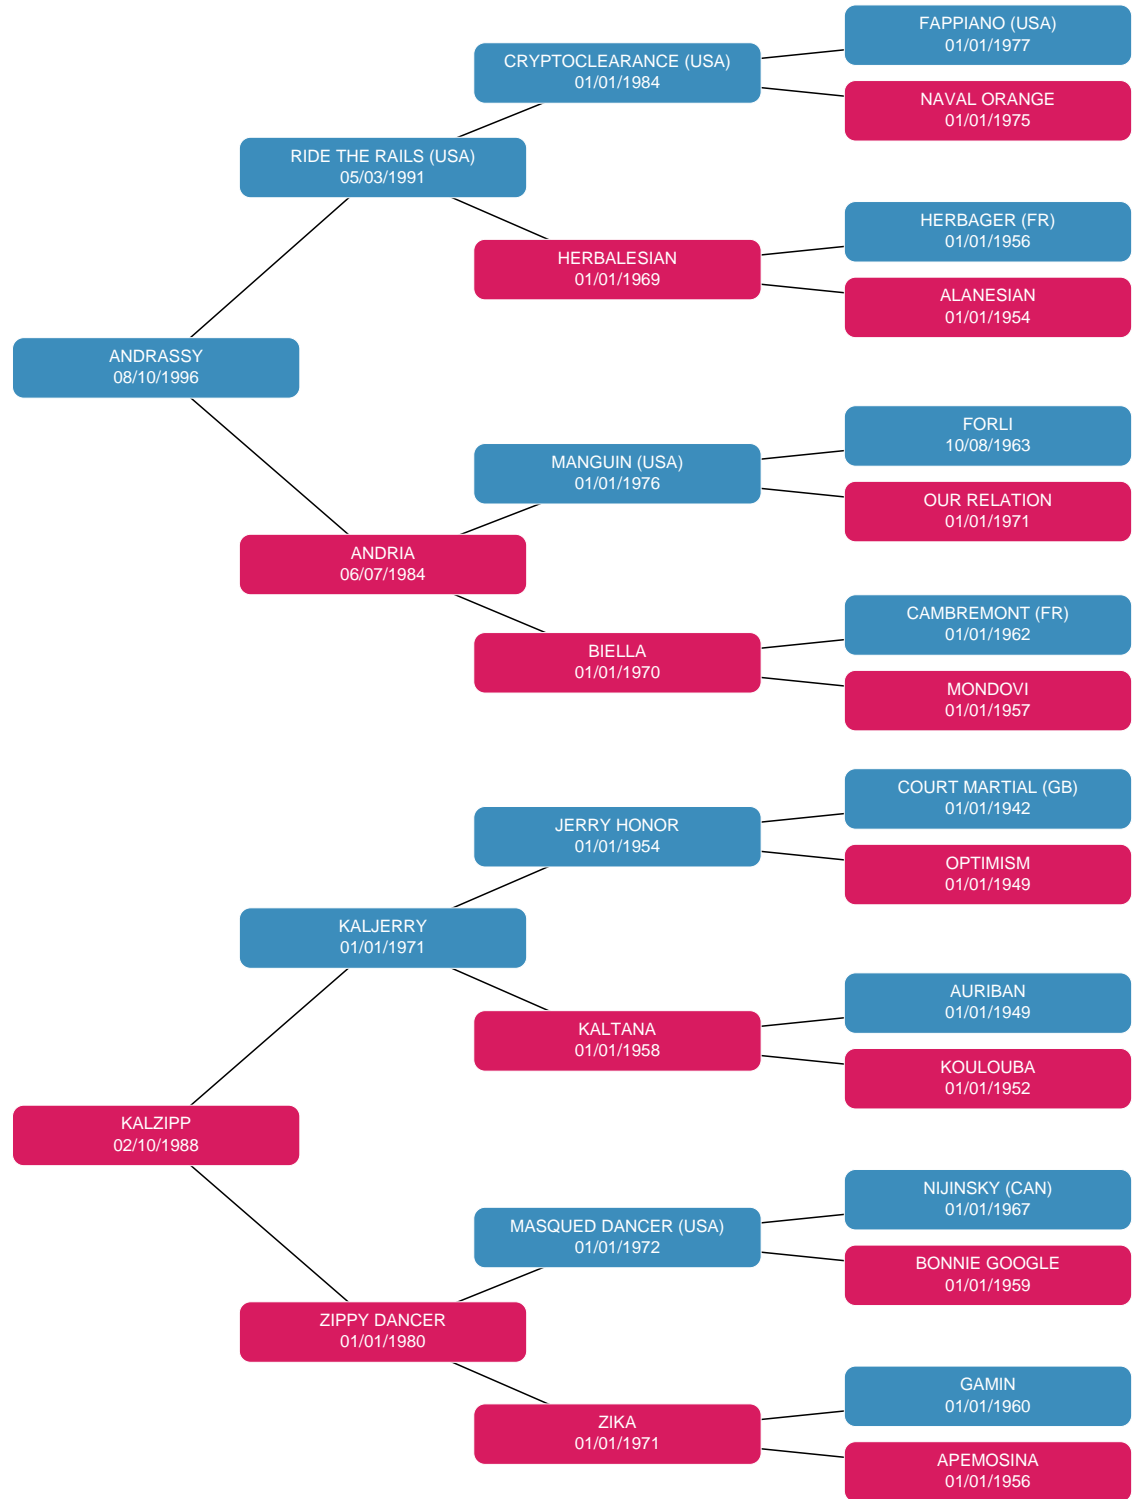 FAPPIANO (USA)
01/01/1977
CRYPTOCLEARANCE (USA)
01/01/1984
NAVAL ORANGE
01/01/1975
RIDE THE RAILS (USA)
05/03/1991
HERBAGER (FR)
01/01/1956
HERBALESIAN
01/01/1969
ALANESIAN
01/01/1954
ANDRASSY
08/10/1996
FORLI
10/08/1963
MANGUIN (USA)
01/01/1976
OUR RELATION
01/01/1971
ANDRIA
06/07/1984
CAMBREMONT (FR)
01/01/1962
BIELLA
01/01/1970
MONDOVI
01/01/1957
COURT MARTIAL (GB)
01/01/1942
JERRY HONOR
01/01/1954
OPTIMISM
01/01/1949
KALJERRY
01/01/1971
AURIBAN
01/01/1949
KALTANA
01/01/1958
KOULOUBA
01/01/1952
KALZIPP
02/10/1988
NIJINSKY (CAN)
01/01/1967
MASQUED DANCER (USA)
01/01/1972
BONNIE GOOGLE
01/01/1959
ZIPPY DANCER
01/01/1980
GAMIN
01/01/1960
ZIKA
01/01/1971
APEMOSINA
01/01/1956